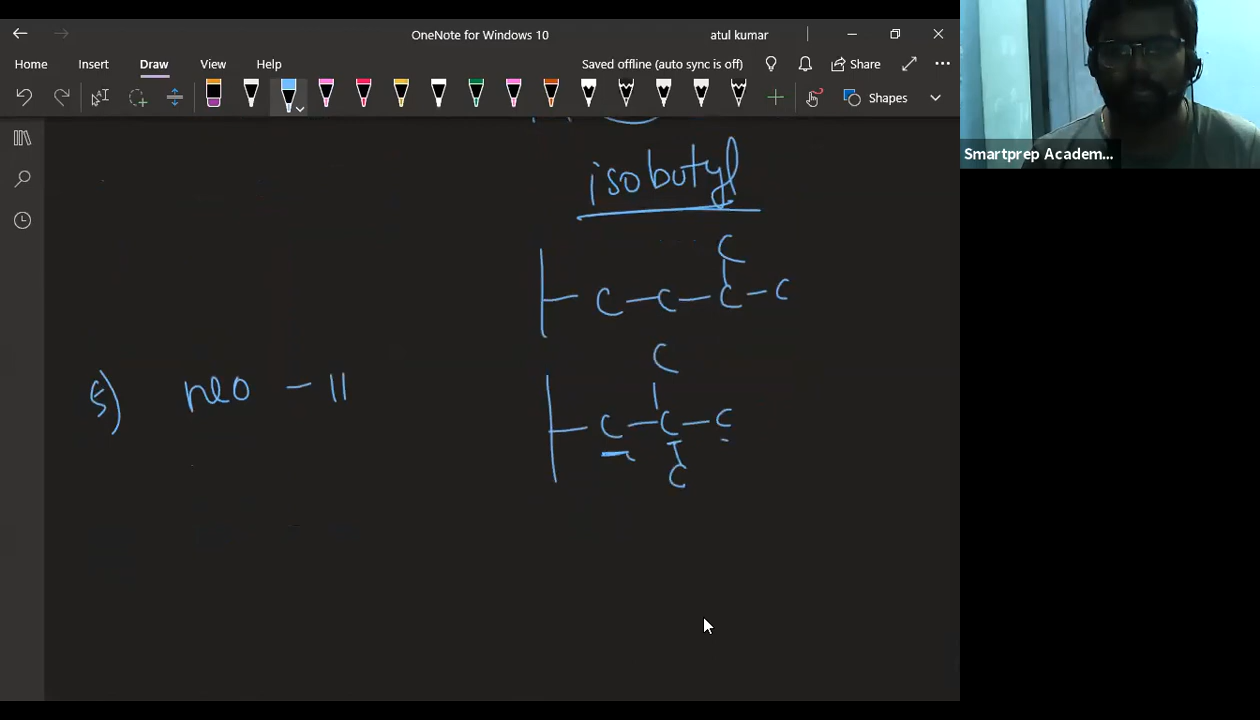 OneNote for Windows 10
atul kumar
Home Insert Draw View Help
Saved offline (auto sync is off)
Share
Shapes
Smartprep Academ...
isobutyl
C
C C C C
C
5) neo - ||
C C C
C